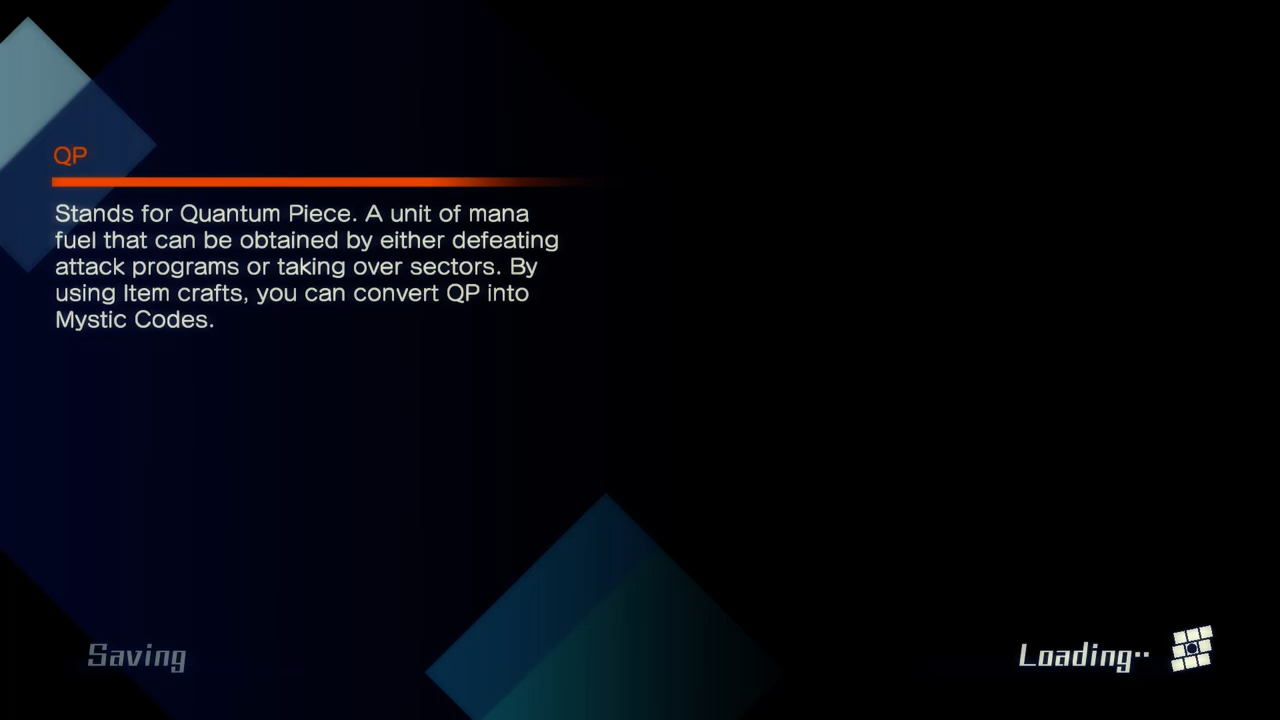 QP
Stands for Quantum Piece. A unit of mana
fuel that can be obtained by either defeating
attack programs or taking over sectors. By
using Item crafts, you can convert QP into
Mystic Codes.
Saving
Loading··